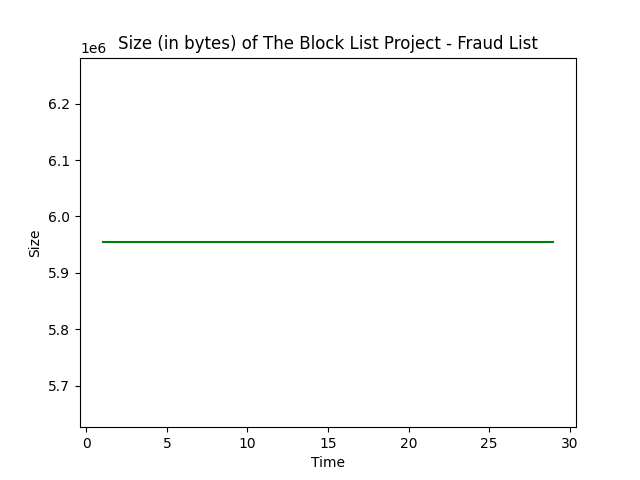 Size (in bytes) of The Block List Project - Fraud List
1e6
6.2
6.1
6.0
5.9
5.8
5.7
Size
0 5 10 15 20 25 30
Time